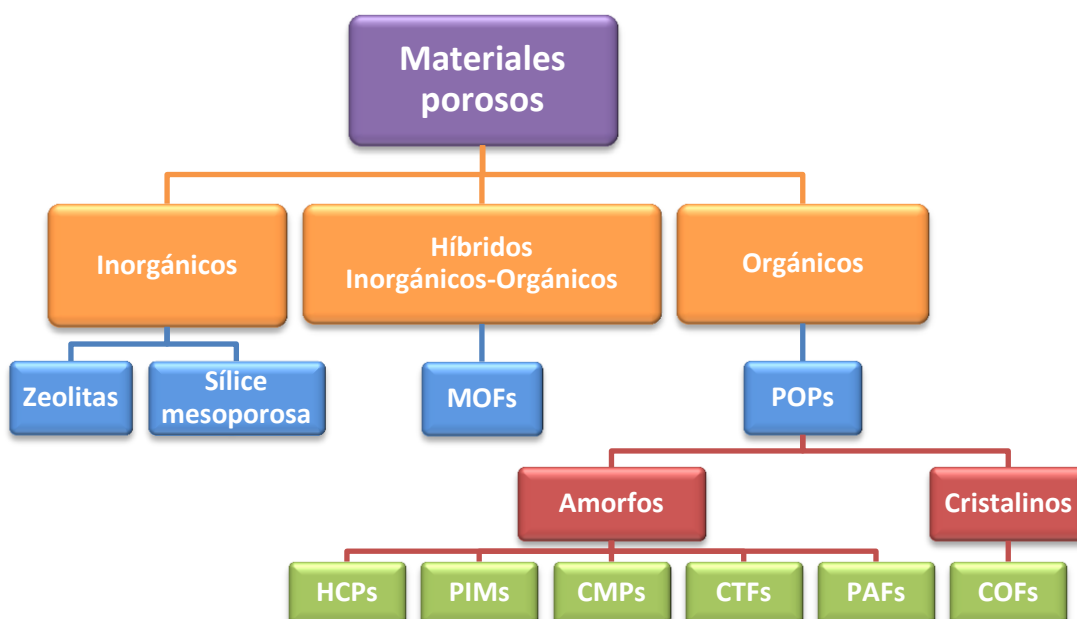 Materiales
porosos
Inorgánicos
Híbridos
Inorgánicos-Orgánicos
Orgánicos
Zeolitas
Sílice
mesoporosa
MOFs
POPs
Amorfos
Cristalinos
HCPs
PIMs
CMPs
CTFs
PAFs
COFs